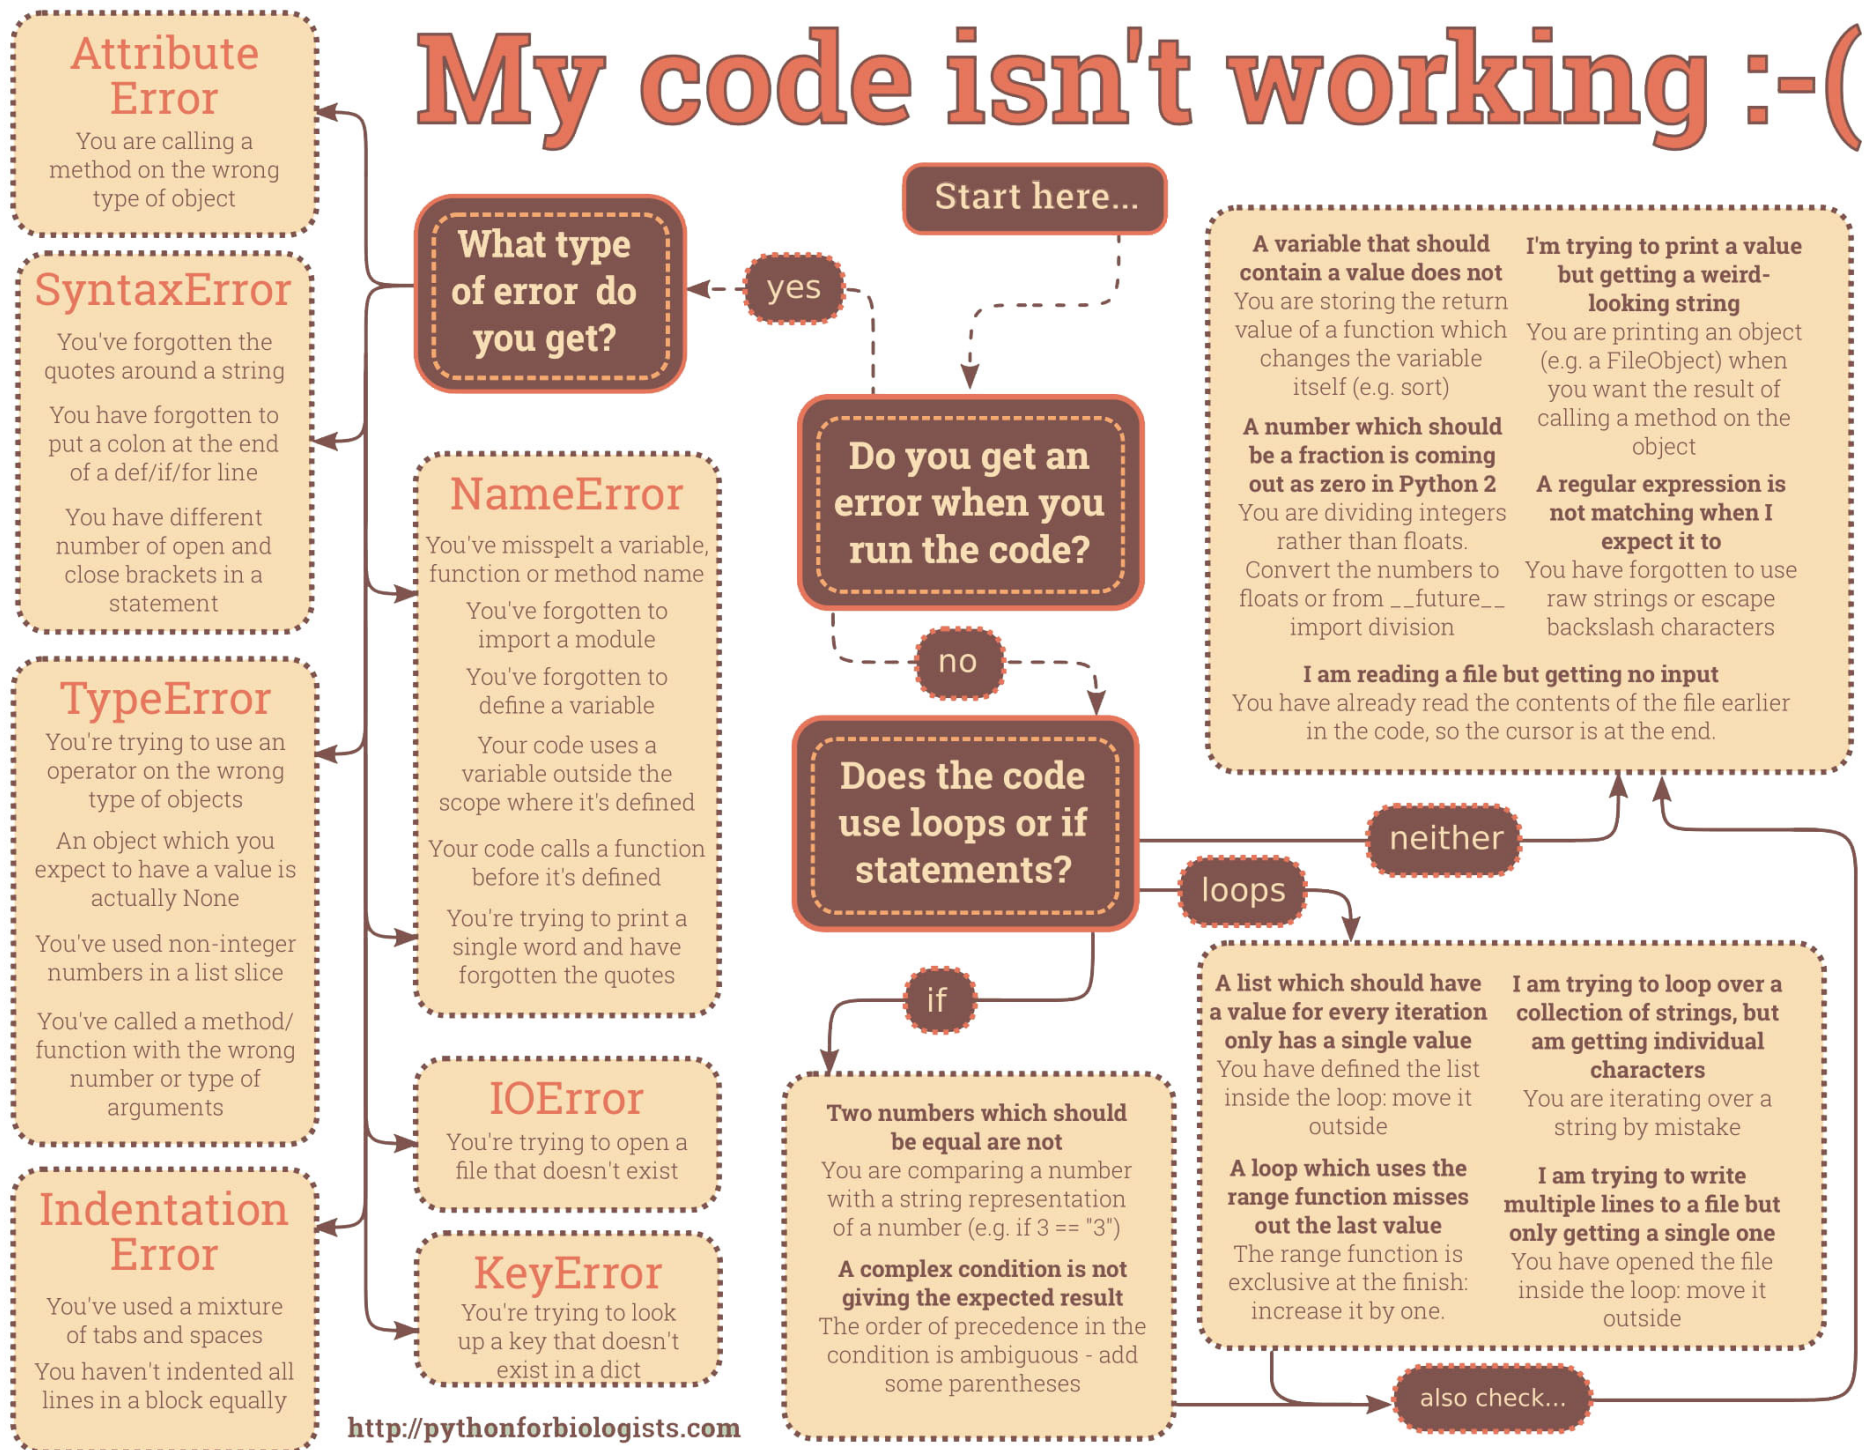 My code isn't working :-(
Start here...
Do you get an
error when you
run the code?
yes
What type
of error do
you get?
Attribute
Error
You are calling a
method on the wrong
type of object
SyntaxError
You've forgotten the
quotes around a string
You have forgotten to
put a colon at the end
of a def/if/for line
You have different
number of open and
close brackets in a
statement
TypeError
You're trying to use an
operator on the wrong
type of objects
An object which you
expect to have a value is
actually None
You've used non-integer
numbers in a list slice
You've called a method/
function with the wrong
number or type of
arguments
Indentation
Error
You've used a mixture
of tabs and spaces
You haven't indented all
lines in a block equally
NameError
You've misspelt a variable,
function or method name
You've forgotten to
import a module
You've forgotten to
define a variable
Your code uses a
variable outside the
scope where it's defined
Your code calls a function
before it's defined
You're trying to print a
single word and have
forgotten the quotes
IOError
You're trying to open a
file that doesn't exist
KeyError
You're trying to look
up a key that doesn't
exist in a dict
no
Does the code
use loops or if
statements?
neither
loops
if
A variable that should
contain a value does not
You are storing the return
value of a function which
changes the variable
itself (e.g. sort)
A number which should
be a fraction is coming
out as zero in Python 2
You are dividing integers
rather than floats.
Convert the numbers to
floats or from __future__
import division
I'm trying to print a value
but getting a weird-
looking string
You are printing an object
(e.g. a FileObject) when
you want the result of
calling a method on the
object
A regular expression is
not matching when I
expect it to
You have forgotten to use
raw strings or escape
backslash characters
I am reading a file but getting no input
You have already read the contents of the file earlier
in the code, so the cursor is at the end.
Two numbers which should
be equal are not
You are comparing a number
with a string representation
of a number (e.g. if 3 == "3")
A complex condition is not
giving the expected result
The order of precedence in the
condition is ambiguous - add
some parentheses
A list which should have
a value for every iteration
only has a single value
You have defined the list
inside the loop: move it
outside
A loop which uses the
range function misses
out the last value
The range function is
exclusive at the finish:
increase it by one.
I am trying to loop over a
collection of strings, but
am getting individual
characters
You are iterating over a
string by mistake
I am trying to write
multiple lines to a file but
only getting a single one
You have opened the file
inside the loop: move it
outside
also check...
http://pythonforbiologists.com